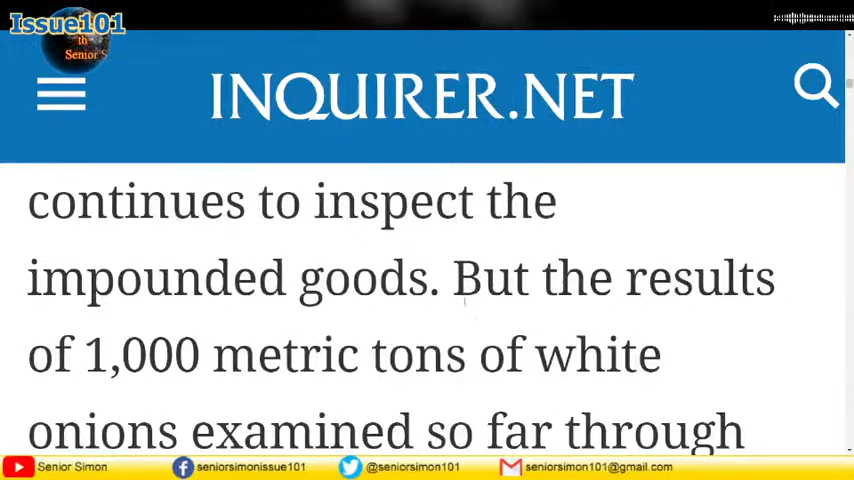 Issue101
th
Senior S
INQUIRER.NET
continues to inspect the
impounded goods. But the results
of 1,000 metric tons of white
onions examined so far through
Senior Simon
seniorsimonissue101
@seniorsimon101
seniorsimon101@gmail.com